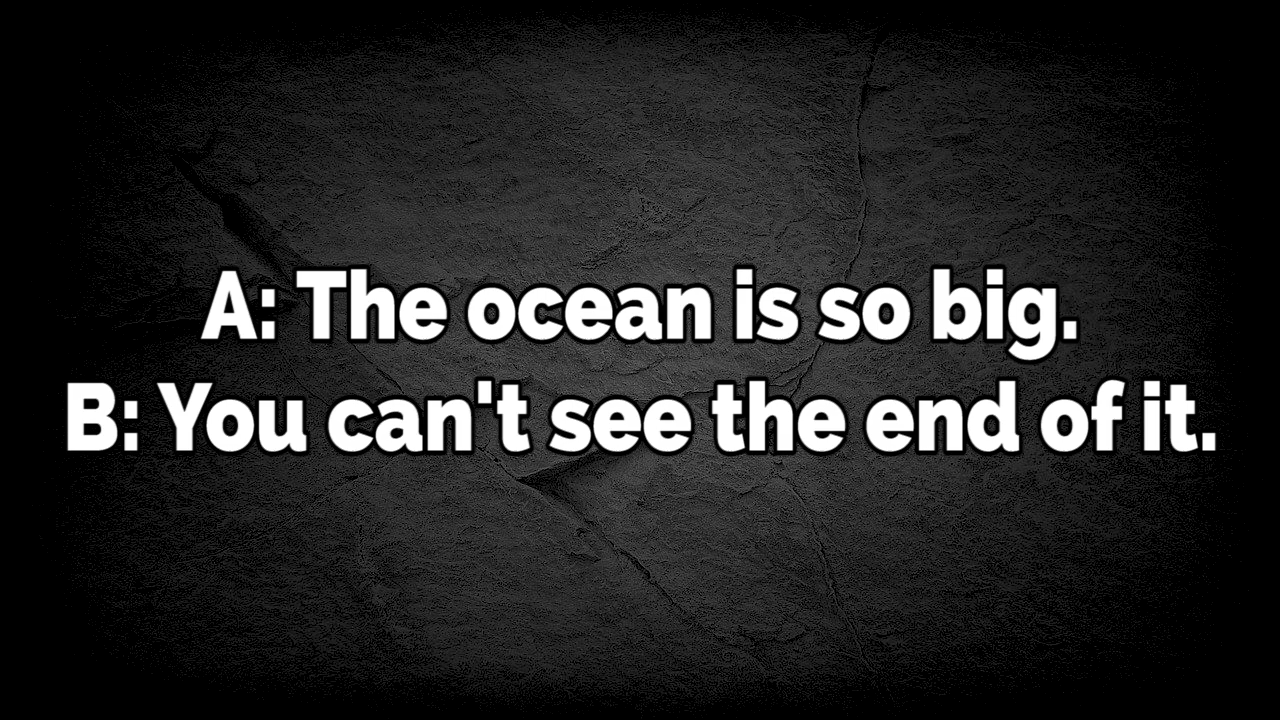 A: The ocean is so big.
B: You can't see the end of it.